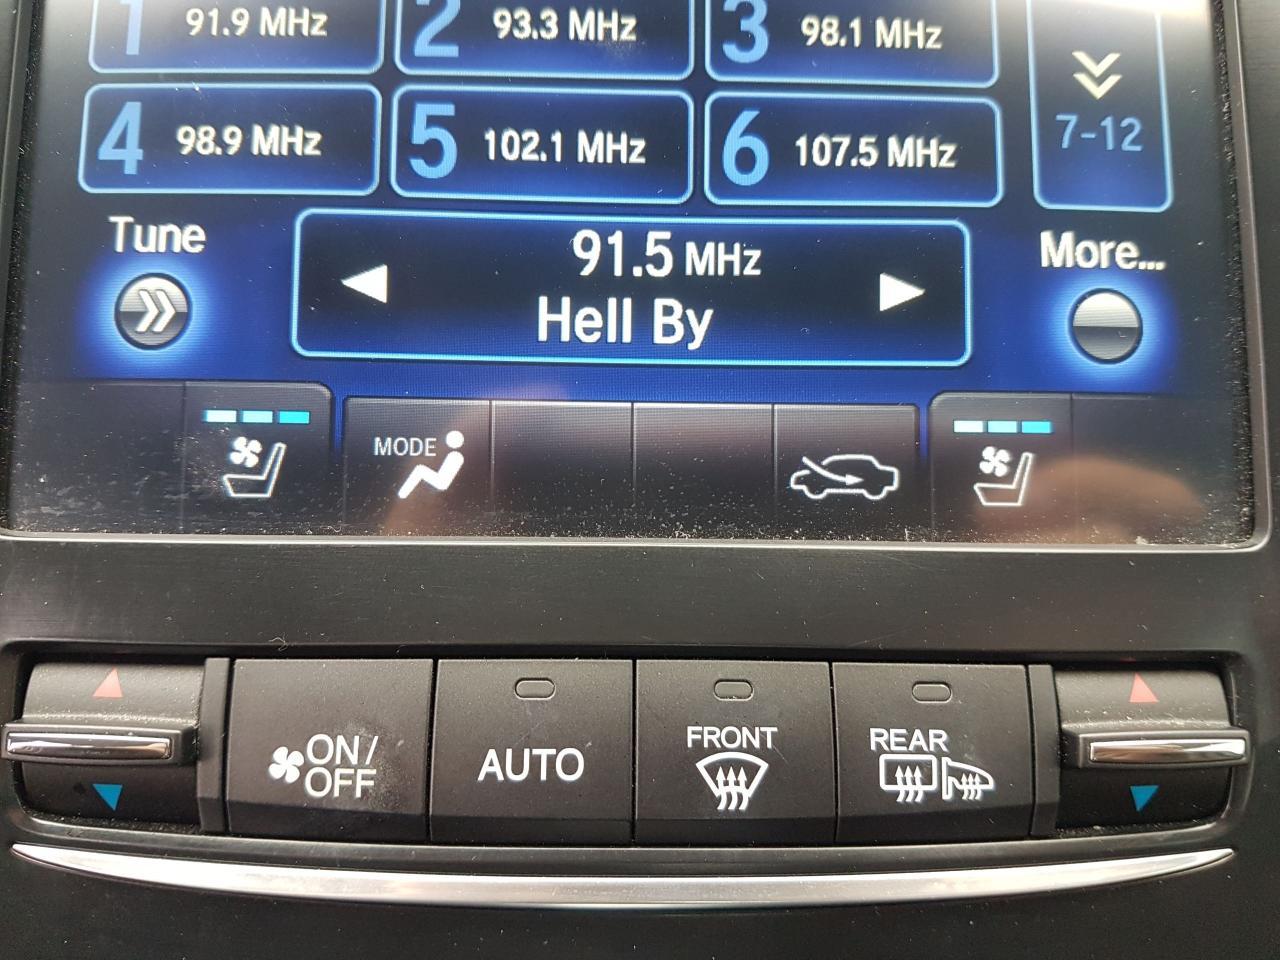 1 91.9 MHz
2 93.3 MHz
3 98.1 MHz
4 98.9 MHz
5 102.1 MHz
6 107.5 MHz
7-12
Tune
91.5 MHz
Hell By
More...
MODE
ON/
OFF
AUTO
FRONT
REAR